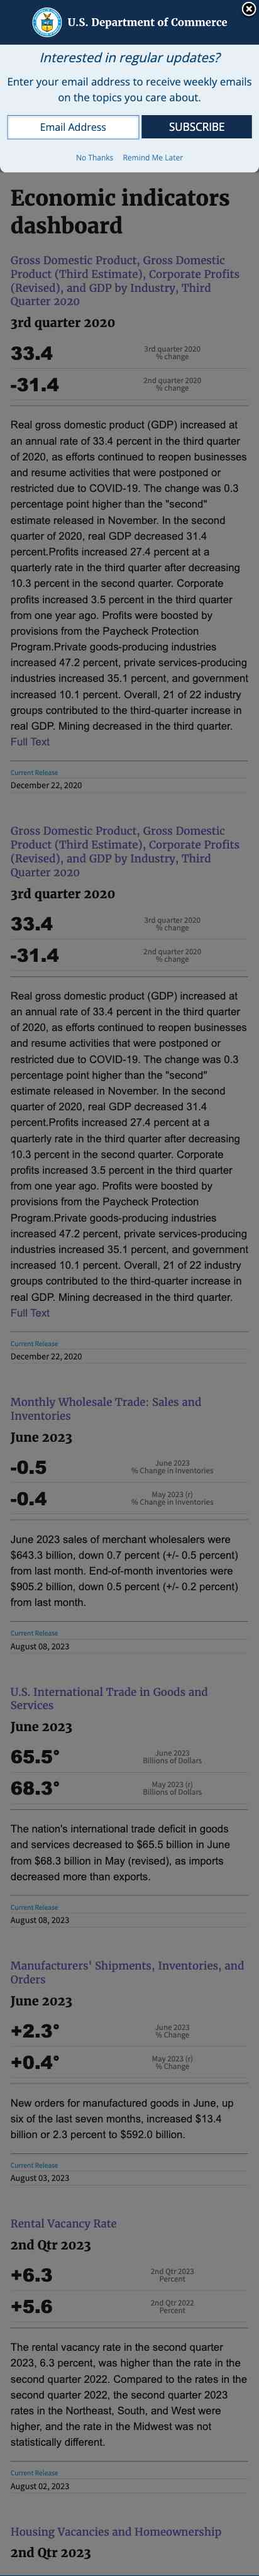 U.S. Department of Commerce
Interested in regular updates?
Enter your email address to receive weekly emails
on the topics you care about.
Email Address
SUBSCRIBE
No Thanks Remind Me Later
Economic indicators
dashboard
Gross Domestic Product, Gross Domestic
Product (Third Estimate), Corporate Profits
(Revised), and GDP by Industry, Third
Quarter 2020
3rd quarter 2020
33.4
3rd quarter 2020
% change
-31.4
2nd quarter 2020
% change
Real gross domestic product (GDP) increased at
an annual rate of 33.4 percent in the third quarter
of 2020, as efforts continued to reopen businesses
and resume activities that were postponed or
restricted due to COVID-19. The change was 0.3
percentage point higher than the "second"
estimate released in November. In the second
quarter of 2020, real GDP decreased 31.4
percent.Profits increased 27.4 percent at a
quarterly rate in the third quarter after decreasing
10.3 percent in the second quarter. Corporate
profits increased 3.5 percent in the third quarter
from one year ago. Profits were boosted by
provisions from the Paycheck Protection
Program.Private goods-producing industries
increased 47.2 percent, private services-producing
industries increased 35.1 percent, and government
increased 10.1 percent. Overall, 21 of 22 industry
groups contributed to the third-quarter increase in
real GDP. Mining decreased in the third quarter.
Full Text
Current Release
December 22, 2020
Gross Domestic Product, Gross Domestic
Product (Third Estimate), Corporate Profits
(Revised), and GDP by Industry, Third
Quarter 2020
3rd quarter 2020
33.4
3rd quarter 2020
% change
-31.4
2nd quarter 2020
% change
Real gross domestic product (GDP) increased at
an annual rate of 33.4 percent in the third quarter
of 2020, as efforts continued to reopen businesses
and resume activities that were postponed or
restricted due to COVID-19. The change was 0.3
percentage point higher than the "second"
estimate released in November. In the second
quarter of 2020, real GDP decreased 31.4
percent.Profits increased 27.4 percent at a
quarterly rate in the third quarter after decreasing
10.3 percent in the second quarter. Corporate
profits increased 3.5 percent in the third quarter
from one year ago. Profits were boosted by
provisions from the Paycheck Protection
Program.Private goods-producing industries
increased 47.2 percent, private services-producing
industries increased 35.1 percent, and government
increased 10.1 percent. Overall, 21 of 22 industry
groups contributed to the third-quarter increase in
real GDP. Mining decreased in the third quarter.
Full Text
Current Release
December 22, 2020
Monthly Wholesale Trade: Sales and
Inventories
June 2023
-0.5
June 2023
% Change in Inventories
-0.4
May 2023 (r)
% Change in Inventories
June 2023 sales of merchant wholesalers were
$643.3 billion, down 0.7 percent (+/- 0.5 percent)
from last month. End-of-month inventories were
$905.2 billion, down 0.5 percent (+/- 0.2 percent)
from last month.
Current Release
August 08, 2023
U.S. International Trade in Goods and
Services
June 2023
65.5°
June 2023
Billions of Dollars
68.3°
May 2023 (r)
Billions of Dollars
The nation's international trade deficit in goods
and services decreased to $65.5 billion in June
from $68.3 billion in May (revised), as imports
decreased more than exports.
Current Release
August 08, 2023
Manufacturers' Shipments, Inventories, and
Orders
June 2023
+2.3°
June 2023
% Change
+0.4°
May 2023 (r)
% Change
New orders for manufactured goods in June, up
six of the last seven months, increased $13.4
billion or 2.3 percent to $592.0 billion.
Current Release
August 03, 2023
Rental Vacancy Rate
2nd Qtr 2023
+6.3
2nd Qtr 2023
Percent
+5.6
2nd Qtr 2022
Percent
The rental vacancy rate in the second quarter
2023, 6.3 percent, was higher than the rate in the
second quarter 2022. Compared to the rates in the
second quarter 2022, the second quarter 2023
rates in the Northeast, South, and West were
higher, and the rate in the Midwest was not
statistically different.
Current Release
August 02, 2023
Housing Vacancies and Homeownership
2nd Qtr 2023